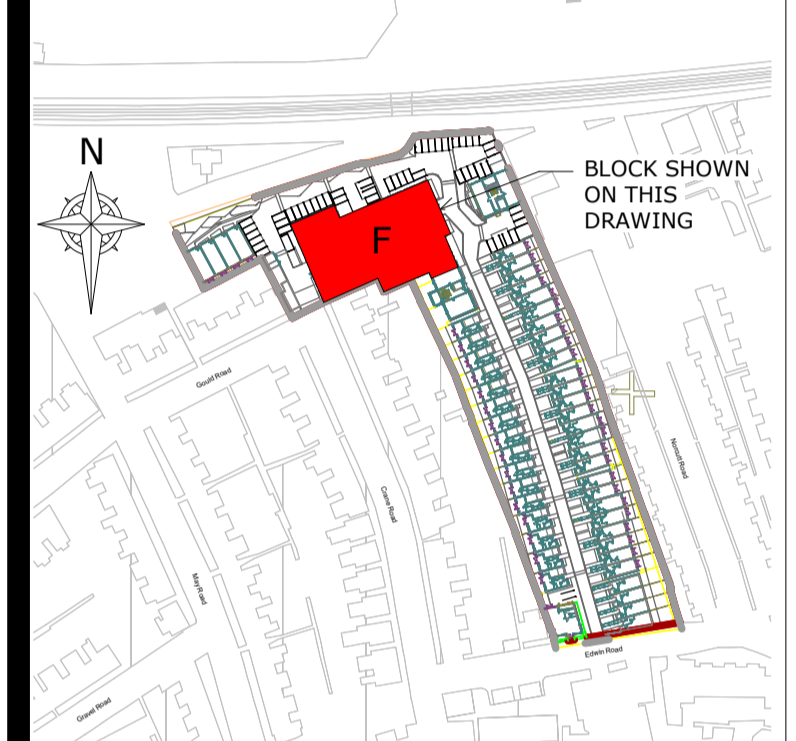 N
BLOCK SHOWN
ON THIS
DRAWING
F
Gould Road
Crane Road
Norcutt Road
May Road
Edwin Road
Gravel Road